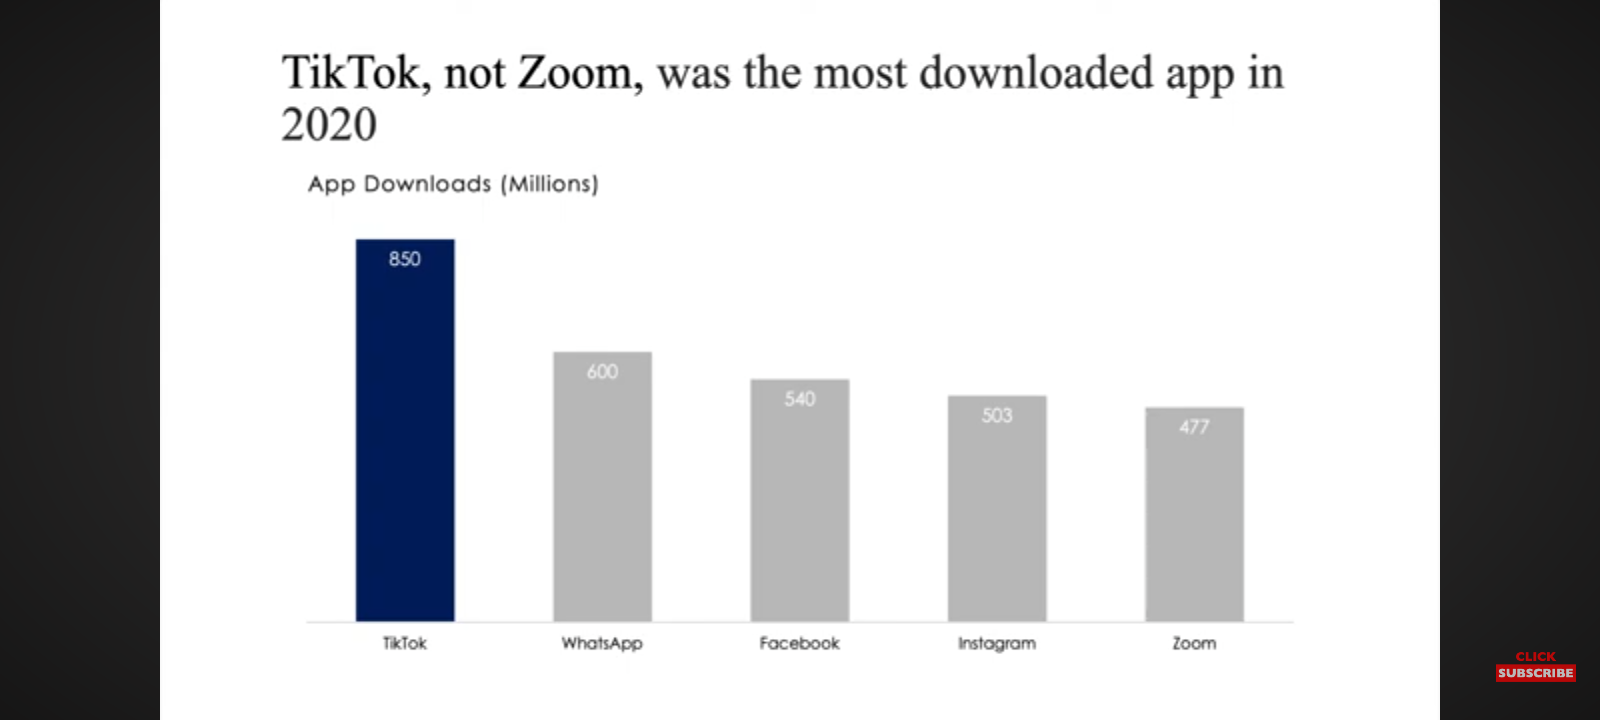 TikTok, not Zoom, was the most downloaded app in
2020
App Downloads (Millions)
850
600
540
503
477
TikTok
WhatsApp
Facebook
Instagram
Zoom
CLICK
SUBSCRIBE